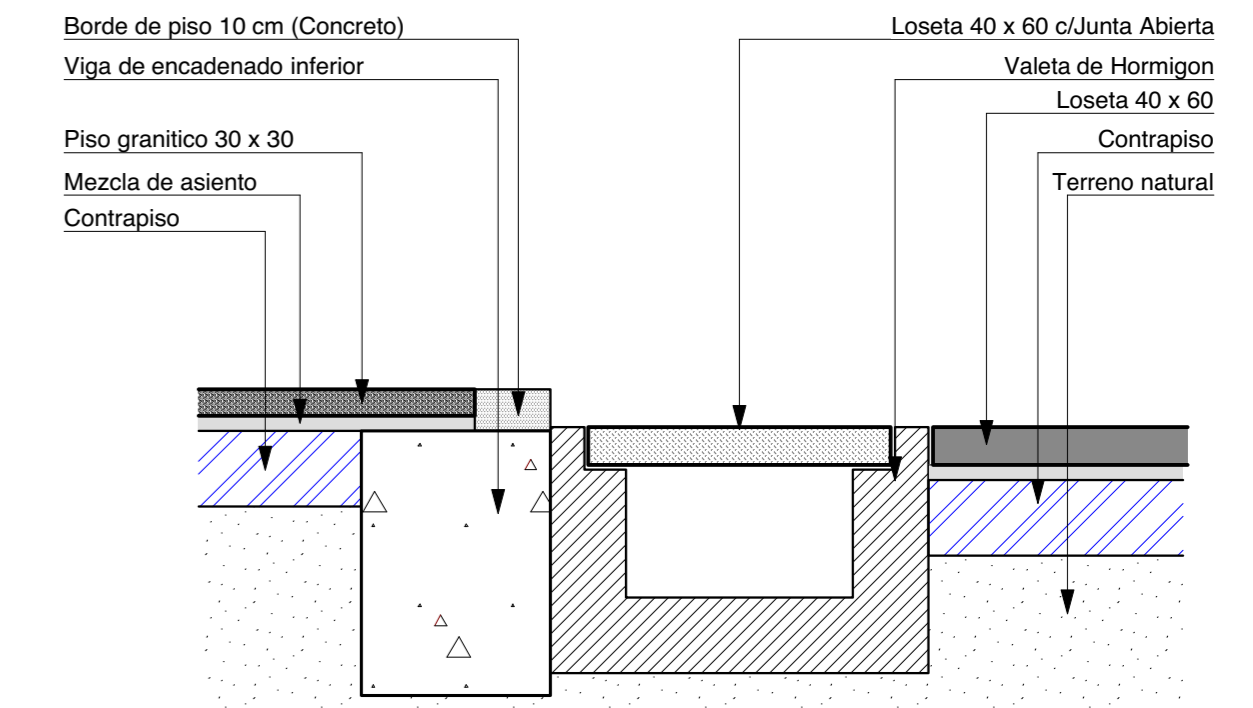 Borde de piso 10 cm (Concreto)
Viga de encadenado inferior
Piso granitico 30 x 30
Mezcla de asiento
Contrapiso
Loseta 40 x 60 c/Junta Abierta
Valeta de Hormigon
Loseta 40 x 60
Contrapiso
Terreno natural